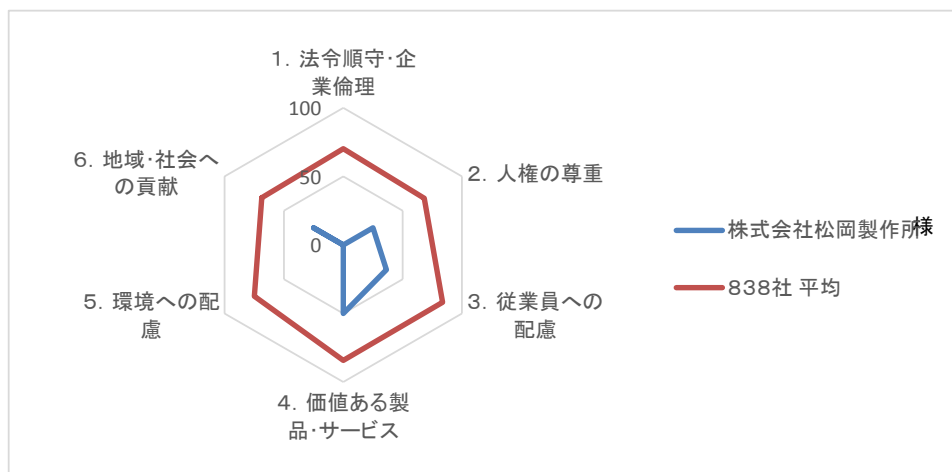 1. 法令順守･企
業倫理
100
50
0
2. 人権の尊重
3. 従業員への
配慮
4. 価値ある製
品･サービス
5. 環境への配
慮
6. 地域･社会へ
の貢献
株式会社松岡製作所様
838社 平均